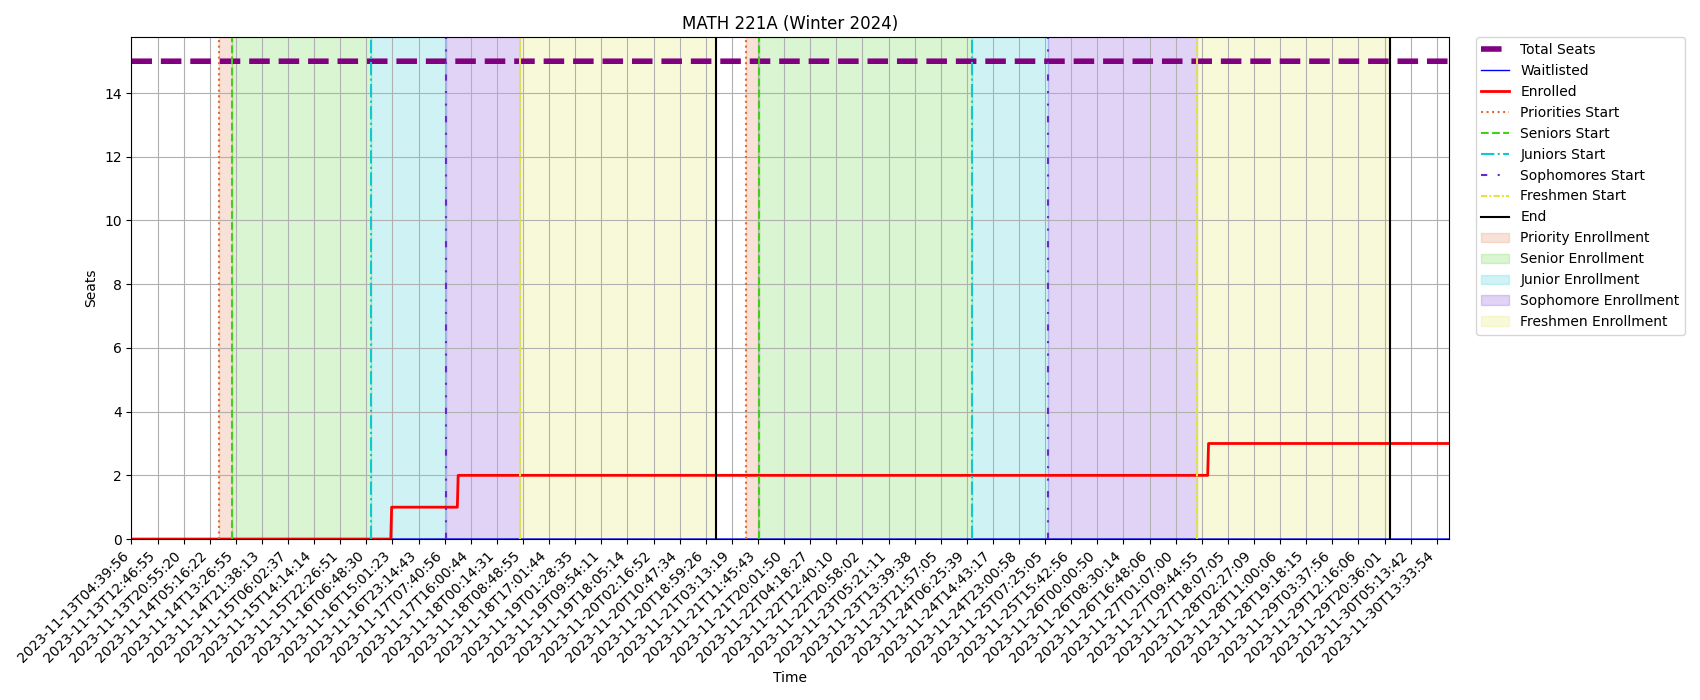 MATH 221A (Winter 2024)
Seats
14
12
10
8
6
4
2
0
2023-11-13T04:39:56
2023-11-13T12:46:55
2023-11-13T20:55:20
2023-11-14T05:16:22
2023-11-14T13:26:55
2023-11-14T21:38:13
2023-11-15T06:02:37
2023-11-15T14:14:14
2023-11-15T22:26:51
2023-11-16T06:48:30
2023-11-16T15:01:23
2023-11-16T23:14:43
2023-11-17T07:40:56
2023-11-17T16:00:44
2023-11-18T00:14:31
2023-11-18T08:48:55
2023-11-18T17:01:44
2023-11-19T01:28:35
2023-11-19T09:54:11
2023-11-19T18:05:14
2023-11-20T02:16:52
2023-11-20T10:47:34
2023-11-20T18:59:26
2023-11-21T03:13:19
2023-11-21T11:45:43
2023-11-21T20:01:50
2023-11-22T04:18:27
2023-11-22T12:40:10
2023-11-22T20:58:02
2023-11-23T05:21:11
2023-11-23T13:39:38
2023-11-23T21:57:05
2023-11-24T06:25:39
2023-11-24T14:43:17
2023-11-24T23:00:58
2023-11-25T07:25:05
2023-11-25T15:42:56
2023-11-26T00:00:50
2023-11-26T08:30:14
2023-11-26T16:48:06
2023-11-27T01:07:00
2023-11-27T09:44:55
2023-11-27T18:07:05
2023-11-28T02:27:09
2023-11-28T11:00:06
2023-11-28T19:18:15
2023-11-29T03:37:56
2023-11-29T12:16:06
2023-11-29T20:36:01
2023-11-30T05:13:42
2023-11-30T13:33:54
Time
Total Seats
Waitlisted
Enrolled
Priorities Start
Seniors Start
Juniors Start
Sophomores Start
Freshmen Start
End
Priority Enrollment
Senior Enrollment
Junior Enrollment
Sophomore Enrollment
Freshmen Enrollment